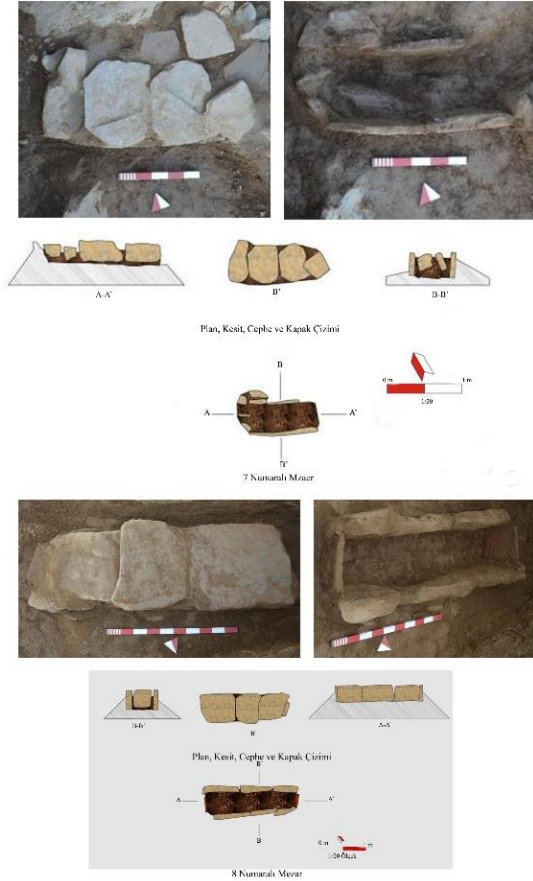 A-A'
B'
B-B'
Plan, Kesit, Cephe ve Kapak Çizimi
B
0 m
1 m
1/20
A
A'
B'
7 Numaralı Mzaer
B-B'
B'
A-A'
Plan, Kesit, Cephe ve Kapak Çizimi
B'
A
A'
B
0 m
m
1/20 Ölçek
8 Numaralı Mezar